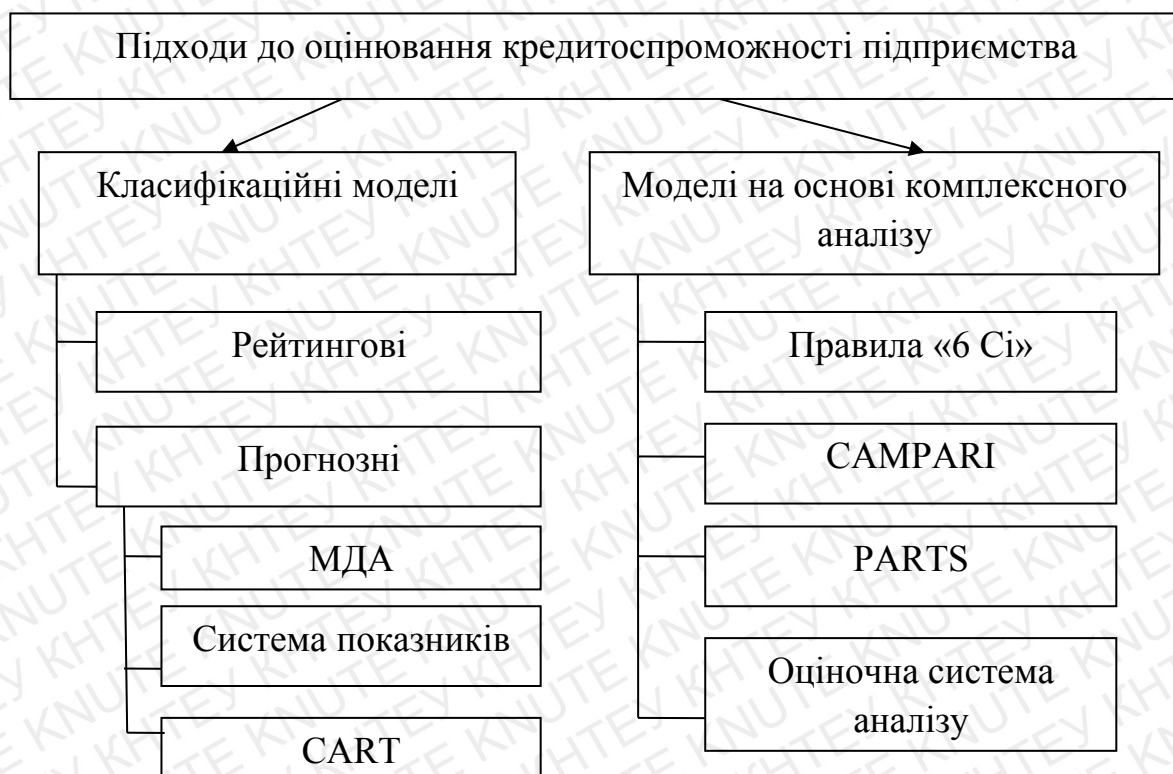 Підходи до оцінювання кредитоспроможності підприємства
Класифікаційні моделі
Рейтингові
Прогнозні
МДА
Система показників
CART
Моделі на основі комплексного
аналізу
Правила «6 Сі»
CAMPARI
PARTS
Оціночна система
аналізу